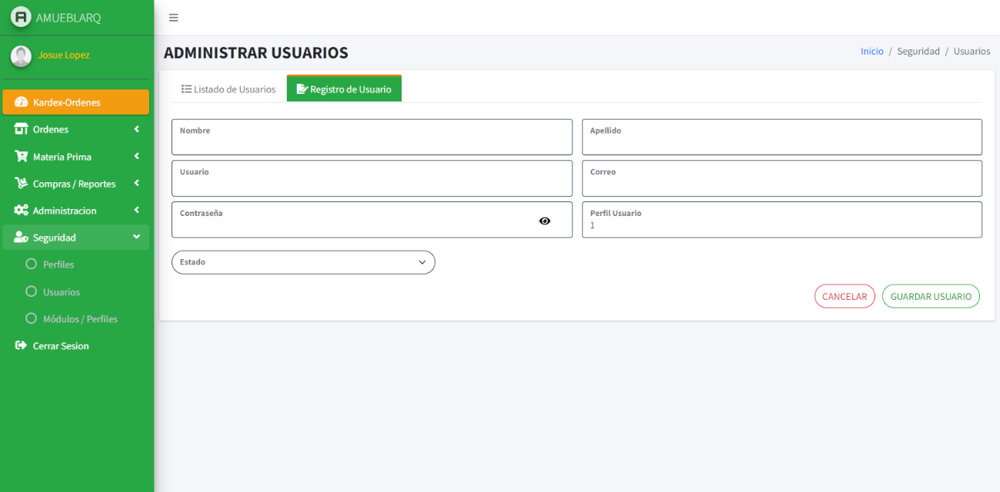 A AMUEBLARQ
Josue Lopez
Kardex-Ordenes
Ordenes
Materia Prima
Compras / Reportes
Administracion
Seguridad
Perfiles
Usuarios
Módulos / Perfiles
Cerrar Sesion
ADMINISTRAR USUARIOS
Inicio / Seguridad / Usuarios
Listado de Usuarios
Registro de Usuario
Nombre
Apellido
Usuario
Correo
Contraseña
Perfil Usuario
1
Estado
CANCELAR
GUARDAR USUARIO